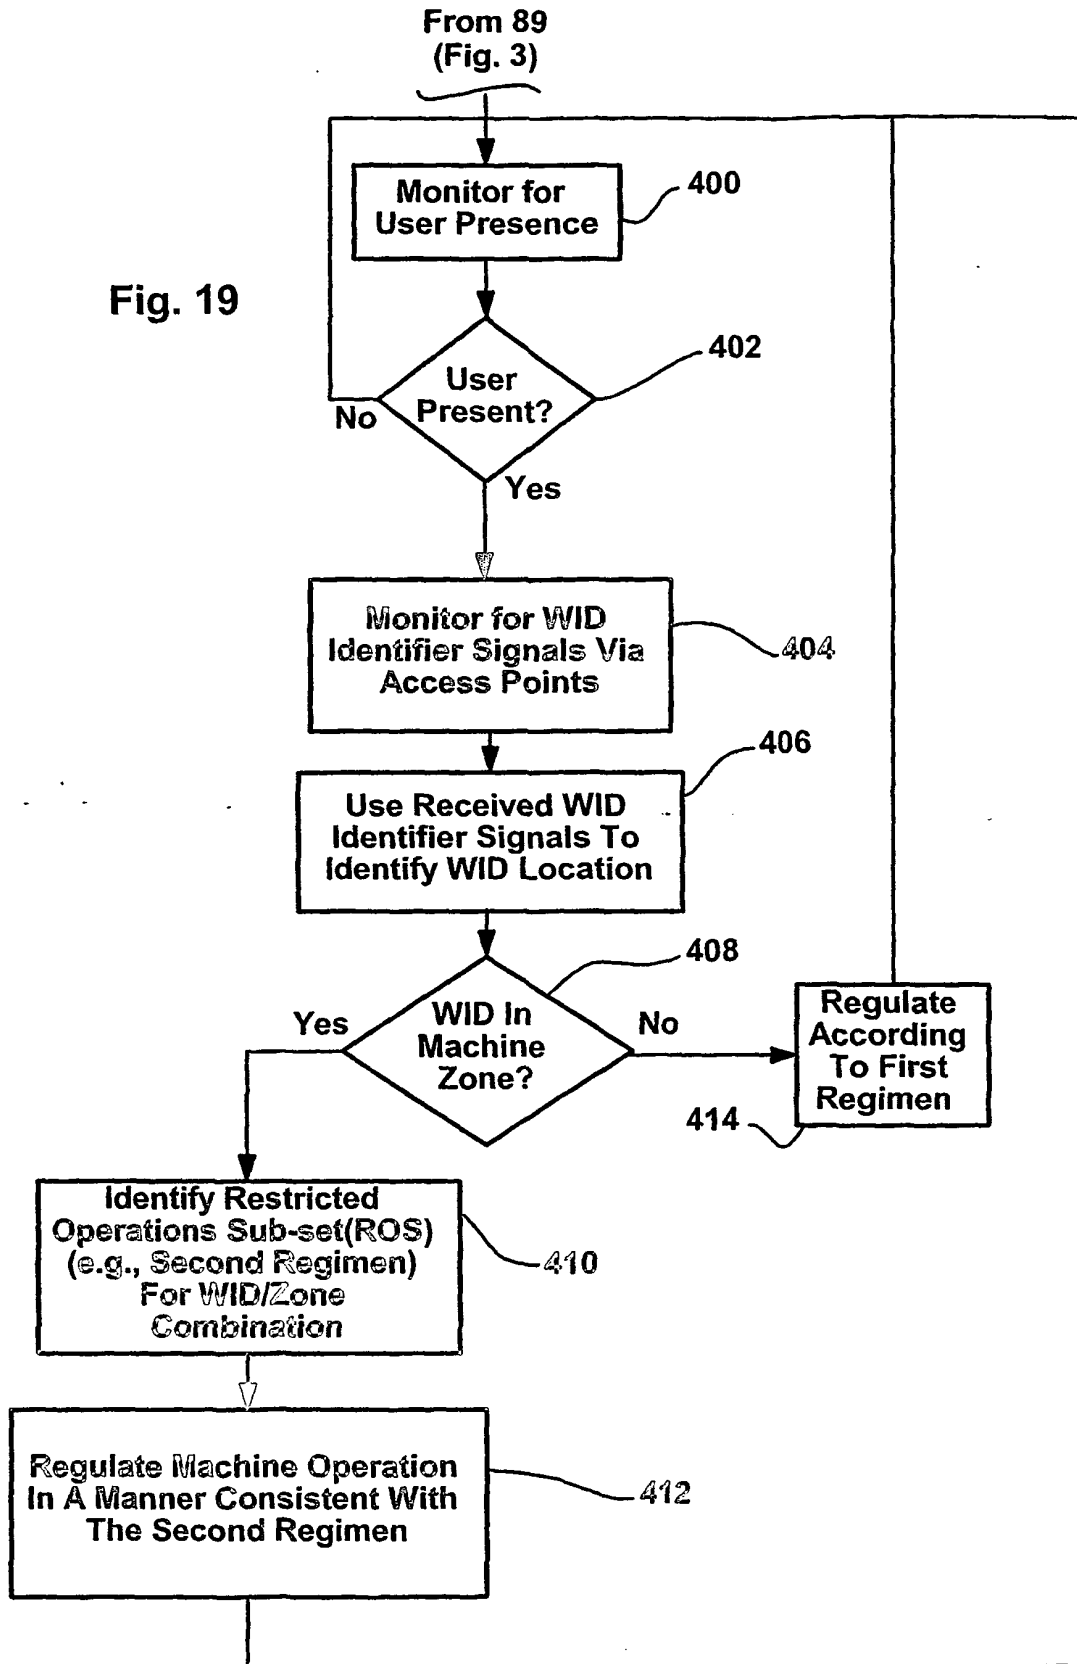 From 89
(Fig. 3)
Monitor for
User Presence
400
Fig. 19
402
User
Present?
No
Yes
Monitor for WID
Identifier Signals Via
Access Points
404
406
Use Received WID
Identifier Signals To
Identify WID Location
408
WID In
Machine
Zone?
Yes
No
Regulate
According
To First
Regimen
414
Identify Restricted
Operations Sub-set(ROS)
(e.g., Second Regimen)
For WID/Zone
Combination
410
Regulate Machine Operation
In A Manner Consistent With
The Second Regimen
412